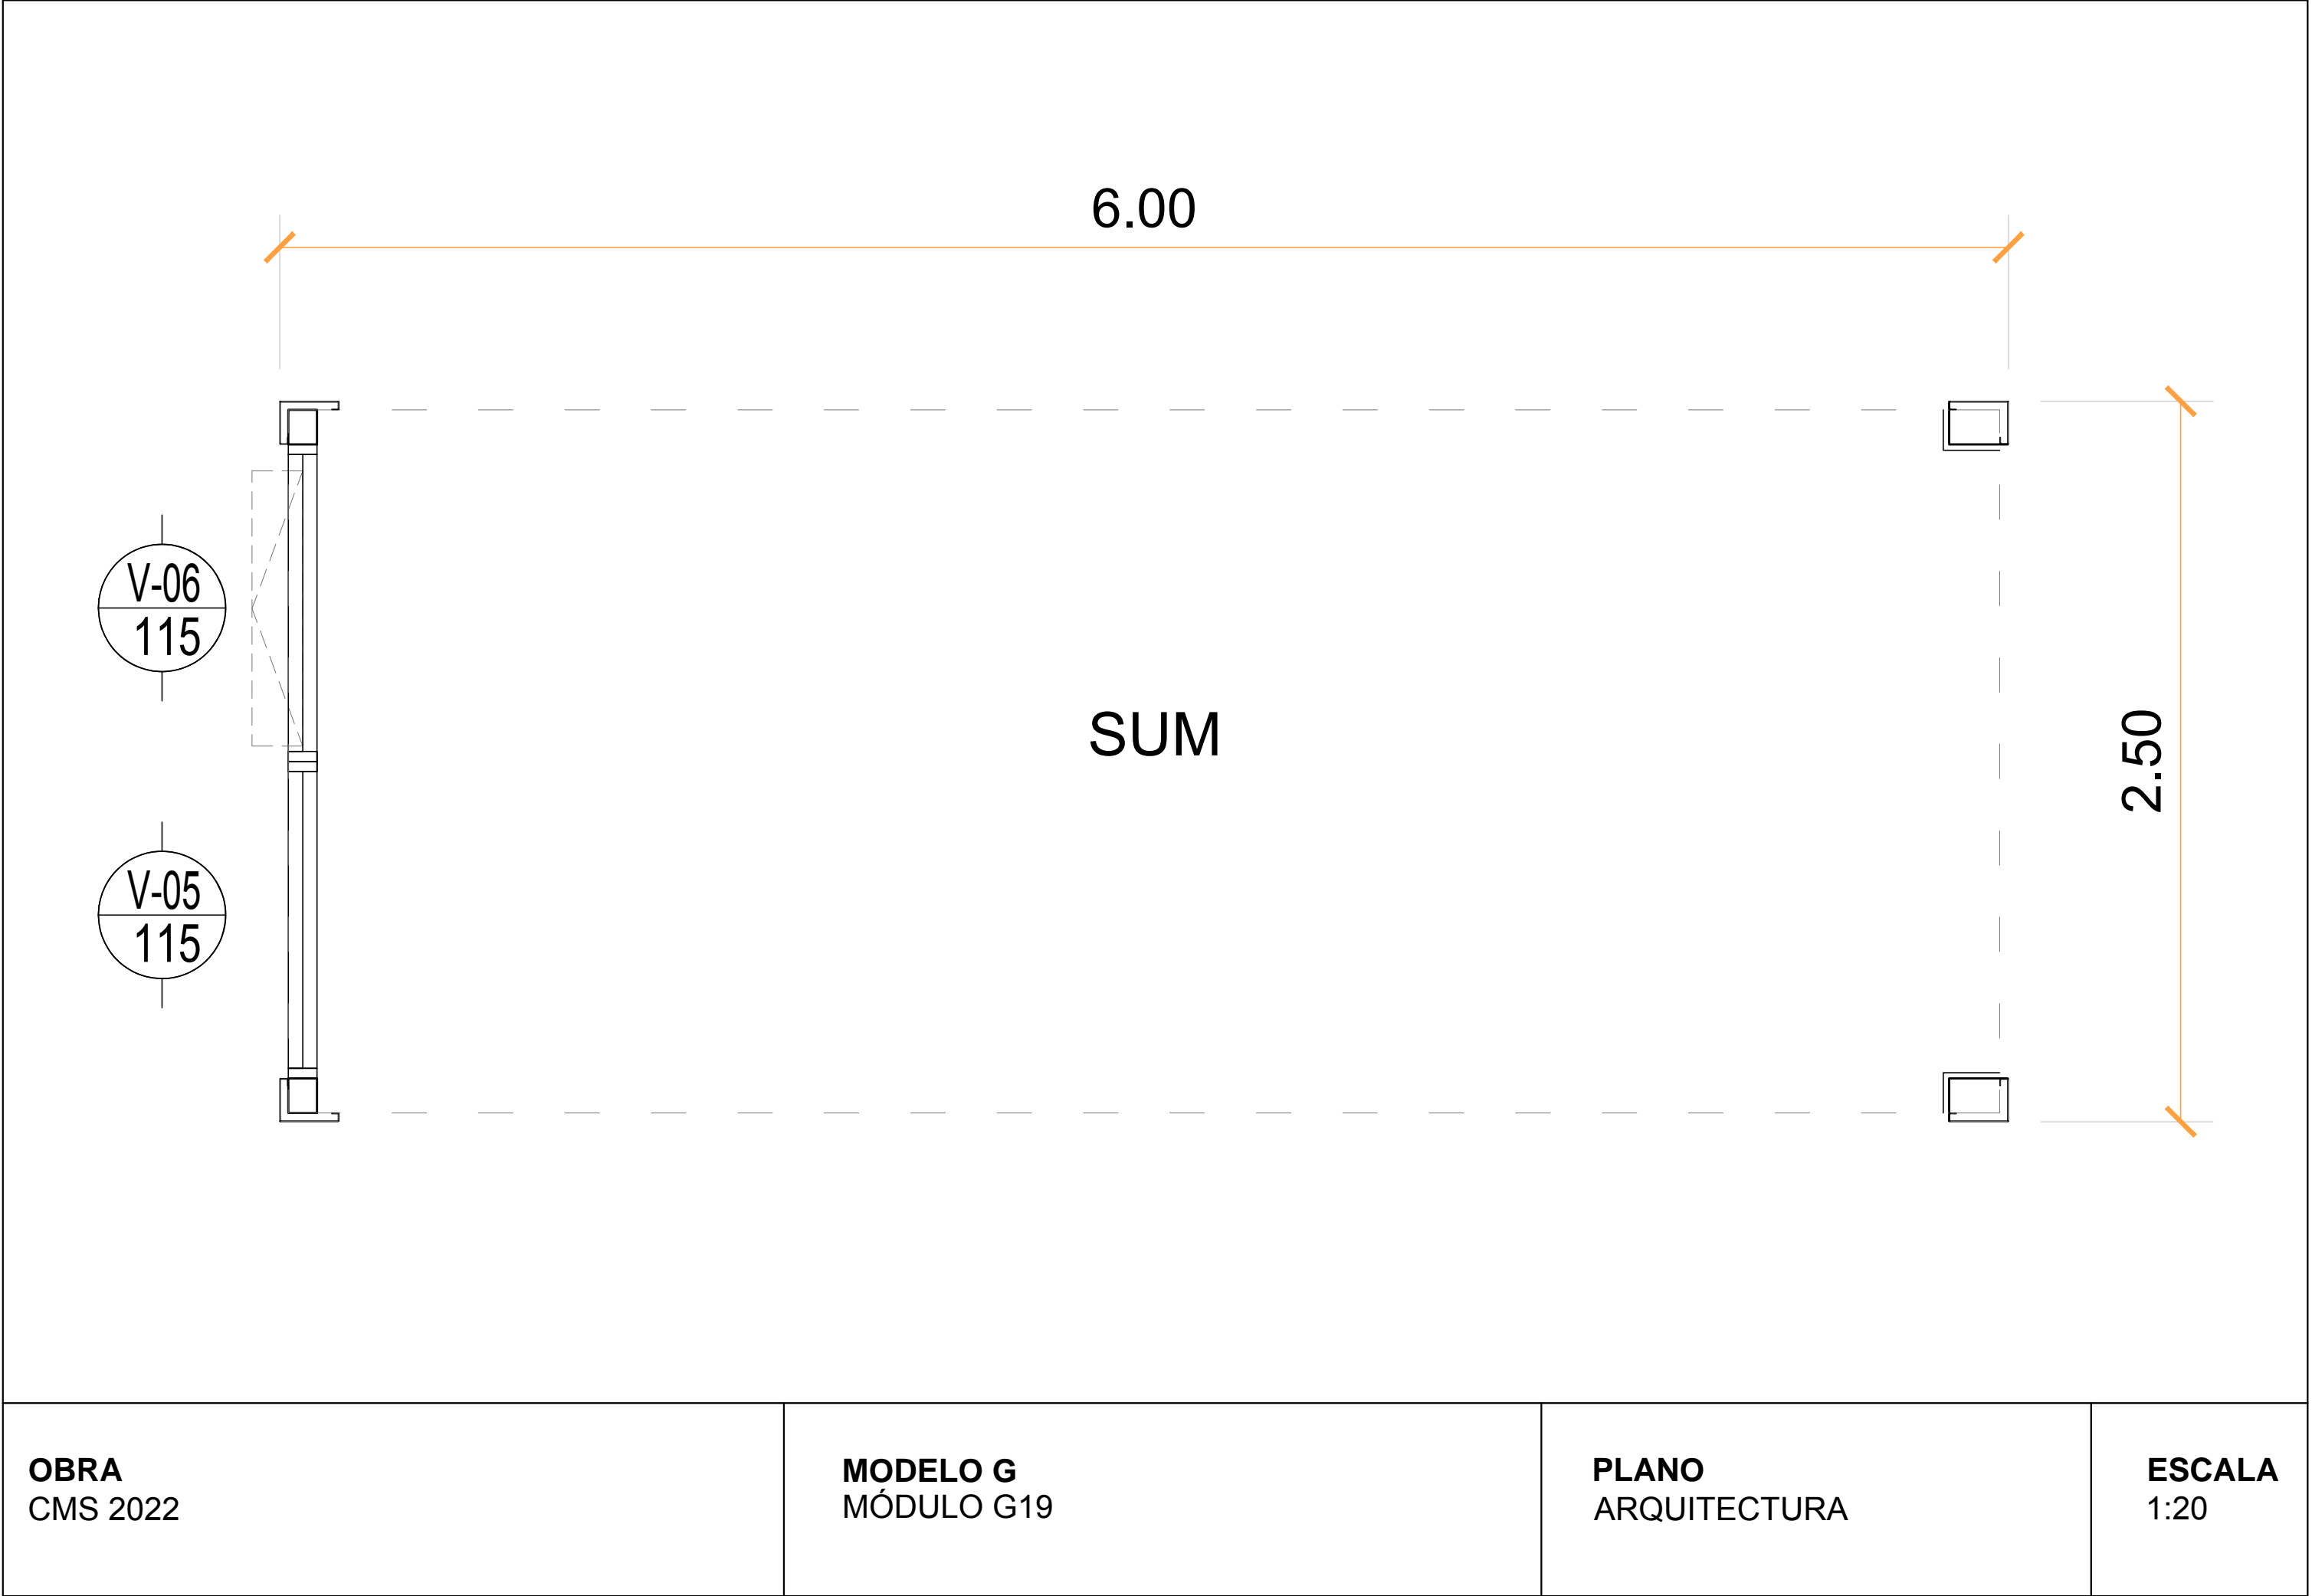 6.00
V-06
115
SUM
2.50
V-05
115
OBRA
CMS 2022
MODELO G
MÓDULO G19
PLANO
ARQUITECTURA
ESCALA
1:20